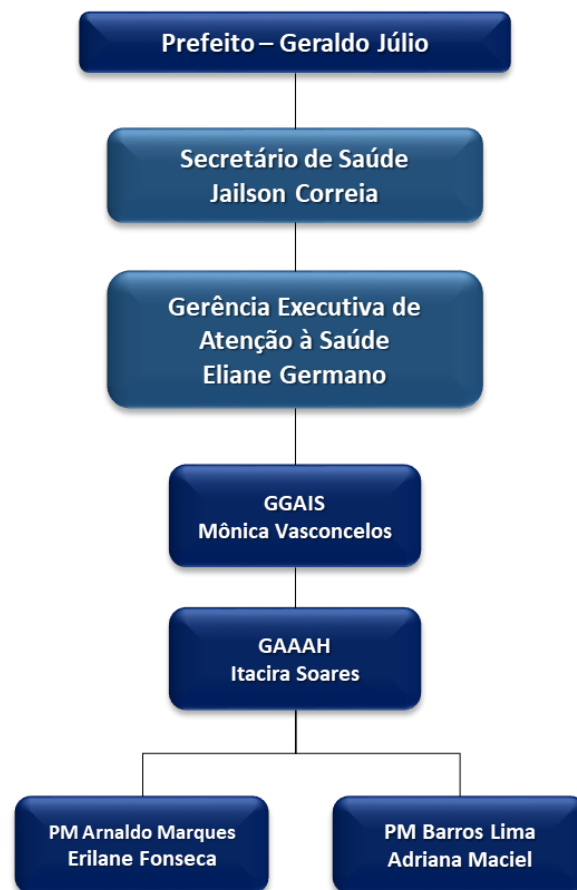 Prefeito – Geraldo Júlio
Secretário de Saúde
Jailson Correia
Gerência Executiva de
Atenção à Saúde
Eliane Germano
GGAIS
Mônica Vasconcelos
GAAAH
Itacira Soares
PM Arnaldo Marques
Erilane Fonseca
PM Barros Lima
Adriana Maciel